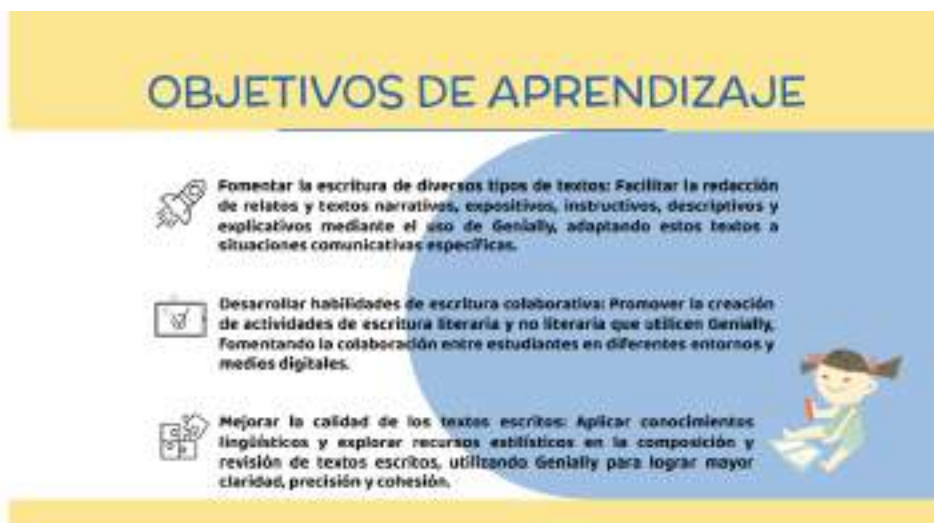 OBJETIVOS DE APRENDIZAJE
Fomentar la escritura de diversos tipos de textos: Facilitar la redacción
de relatos y textos narrativos, expositivos, instructivos, descriptivos y
explicativos mediante el uso de Genially, adaptando estos textos a
situaciones comunicativas específicas.
Desarrollar habilidades de escritura colaborativa: Promover la creación
de actividades de escritura literaria y no literaria que utilicen Genially,
Fomentando la colaboración entre estudiantes en diferentes entornos y
medios digitales.
Mejorar la calidad de los textos escritos: Aplicar conocimientos
lingüísticos y explorar recursos estilísticos en la composición y
revisión de textos escritos, utilizando Genially para lograr mayor
claridad, precisión y cohesión.